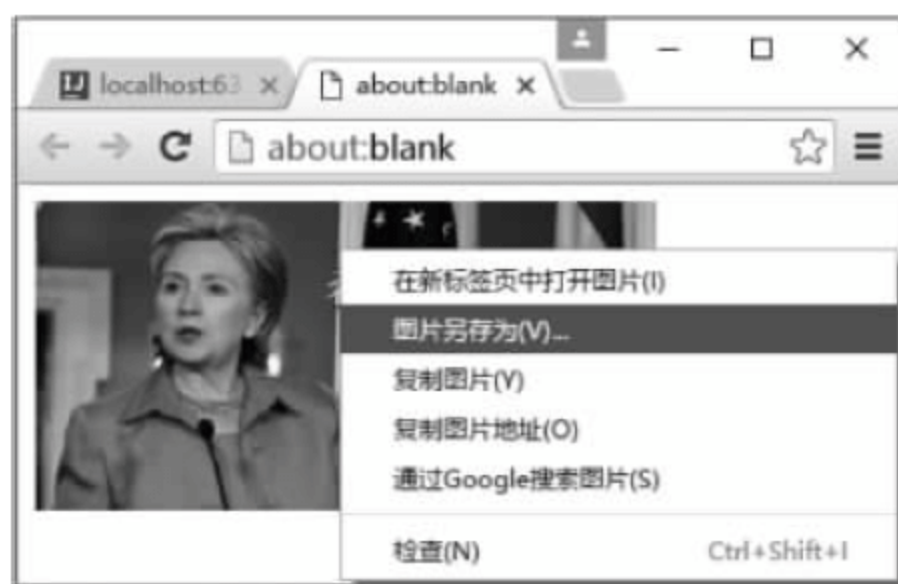 localhost:63
about:blank
about:blank
在新标签页中打开图片(I)
图片另存为(V)...
复制图片(Y)
复制图片地址(O)
通过Google搜索图片(S)
检查(N) Ctrl+Shift+I